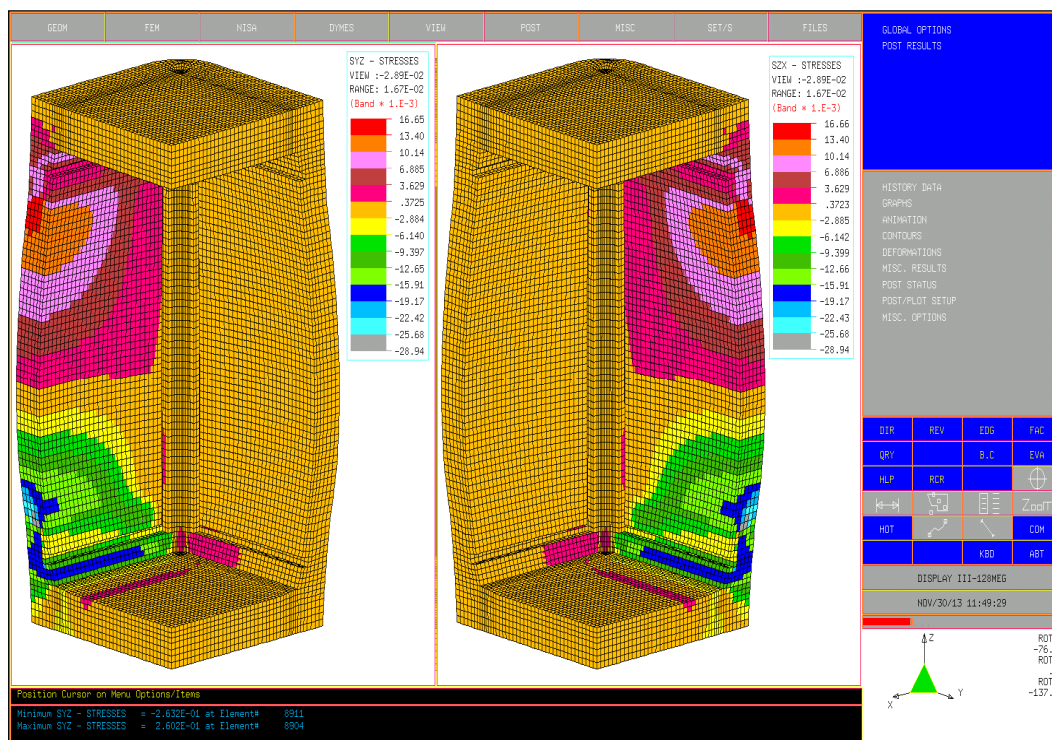 GEOM FEM NISA DYMES VIEW POST MISC SET/S FILES
GLOBAL OPTIONS
POST RESULTS
SYZ - STRESSES
VIEW :-2.89E-02
RANGE: 1.67E-02
(Band * 1.E-3)
16.65
13.40
10.14
6.885
3.629
.3725
-2.884
-6.140
-9.397
-12.65
-15.91
-19.17
-22.42
-25.68
-28.94
SZX - STRESSES
VIEW :-2.89E-02
RANGE: 1.67E-02
(Band * 1.E-3)
16.66
13.40
10.14
6.886
3.629
.3723
-2.885
-6.142
-9.399
-12.66
-15.91
-19.17
-22.43
-25.68
-28.94
HISTORY DATA
GRAPHS
ANIMATION
CONTOURS
DEFORMATIONS
MISC. RESULTS
POST STATUS
POST/PLOT SETUP
MISC. OPTIONS
DIR REV EDG FAC
QRY B.C EVA
HLP RCR
ZooM
HOT COM
KBD ABT
DISPLAY III-128MEG
NOV/30/13 11:49:29
Z
X
Y
ROT
-76.
ROT
ROT
-137.
Position Cursor on Menu Options/Items
Minimum SYZ - STRESSES = -2.632E-01 at Element# 8911
Maximum SYZ - STRESSES = 2.602E-01 at Element# 8904